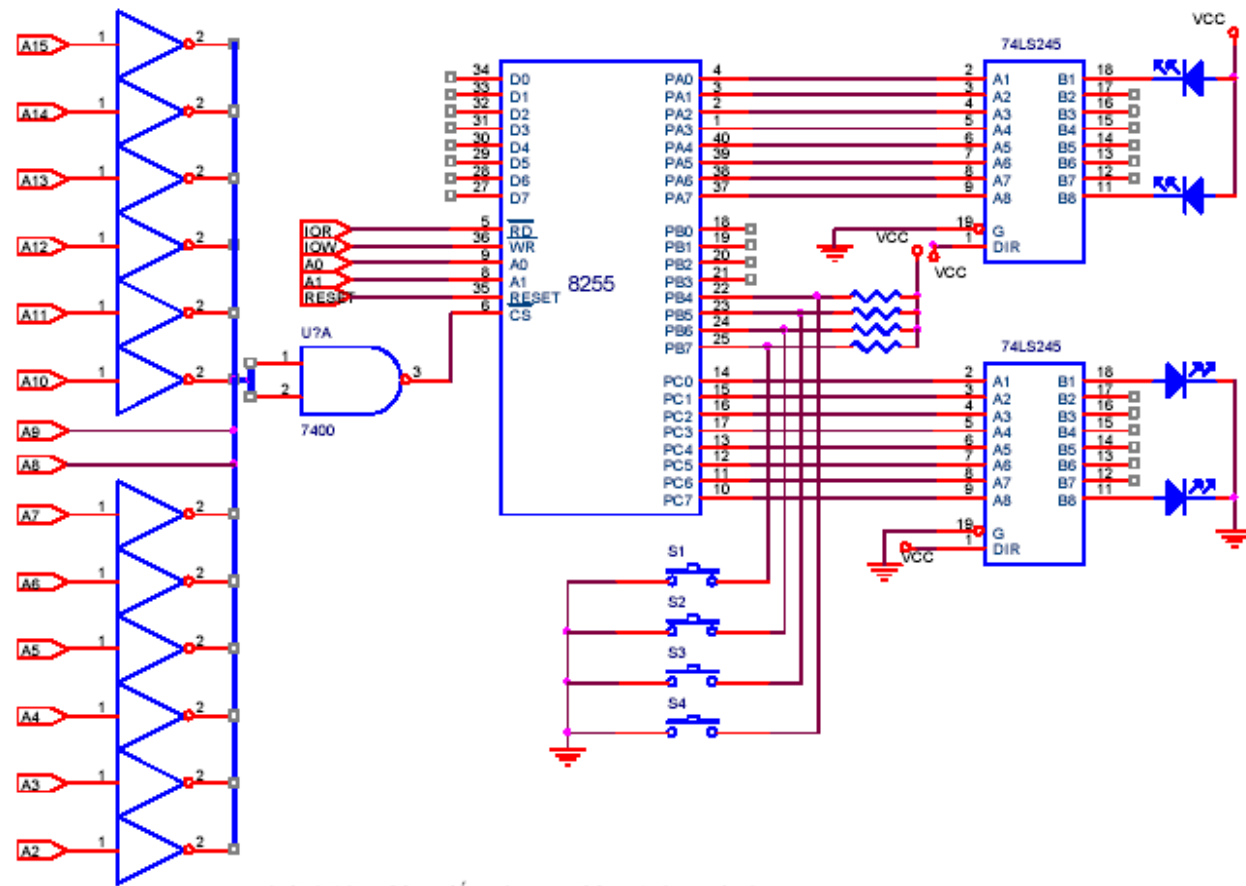 A15 1 2
A14 1 2
A13 1 2
A12 1 2
A11 1 2
A10 1 2
A9
A8
A7 1 2
A6 1 2
A5 1 2
A4 1 2
A3 1 2
A2 1 2
U?A
1
2
3
7400
IOR 5 RD
IOW 36 WR
A0 9 A0
A1 8 A1
RESET 35 RESET
6 CS
34 D0
33 D1
32 D2
31 D3
30 D4
29 D5
28 D6
27 D7
8255
PA0 4
PA1 3
PA2 2
PA3 1
PA4 40
PA5 39
PA6 38
PA7 37
PB0 18
PB1 19
PB2 20
PB3 21
PB4 22
PB5 23
PB6 24
PB7 25
PC0 14
PC1 15
PC2 16
PC3 17
PC4 13
PC5 12
PC6 11
PC7 10
VCC
74LS245
2 A1 B1 18
3 A2 B2 17
4 A3 B3 16
5 A4 B4 15
6 A5 B5 14
7 A6 B6 13
8 A7 B7 12
9 A8 B8 11
19 G
1 DIR
VCC
VCC
74LS245
2 A1 B1 18
3 A2 B2 17
4 A3 B3 16
5 A4 B4 15
6 A5 B5 14
7 A6 B6 13
8 A7 B7 12
9 A8 B8 11
19 G
1 DIR
VCC
S1
S2
S3
S4